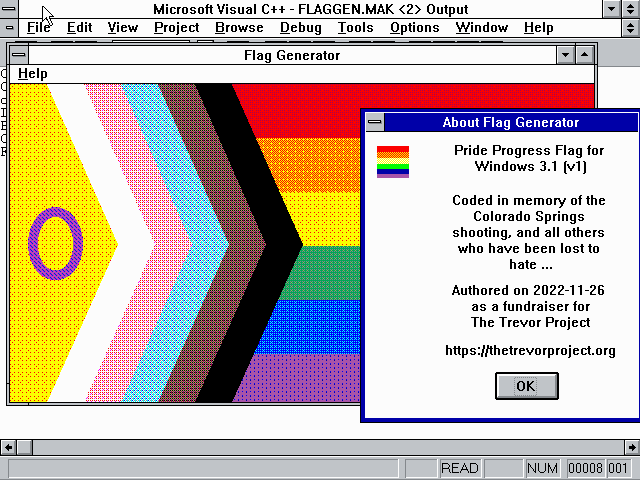 Microsoft Visual C++ - FLAGGEN.MAK <2> Output
File Edit View Project Browse Debug Tools Options Window Help
Flag Generator
Help
About Flag Generator
Pride Progress Flag for
Windows 3.1 (v1)
Coded in memory of the
Colorado Springs
shooting, and all others
who have been lost to
hate ...
Authored on 2022-11-26
as a fundraiser for
The Trevor Project
https://thetrevorproject.org
OK
READ NUM 00008 001